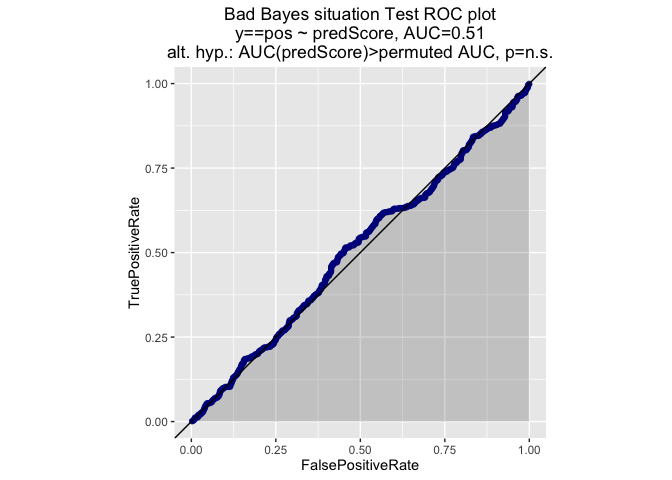 Bad Bayes situation Test ROC plot
y==pos ~ predScore, AUC=0.51
alt. hyp.: AUC(predScore)>permuted AUC, p=n.s.
1.00
0.75
0.50
0.25
0.00
TruePositiveRate
0.00 0.25 0.50 0.75 1.00
FalsePositiveRate